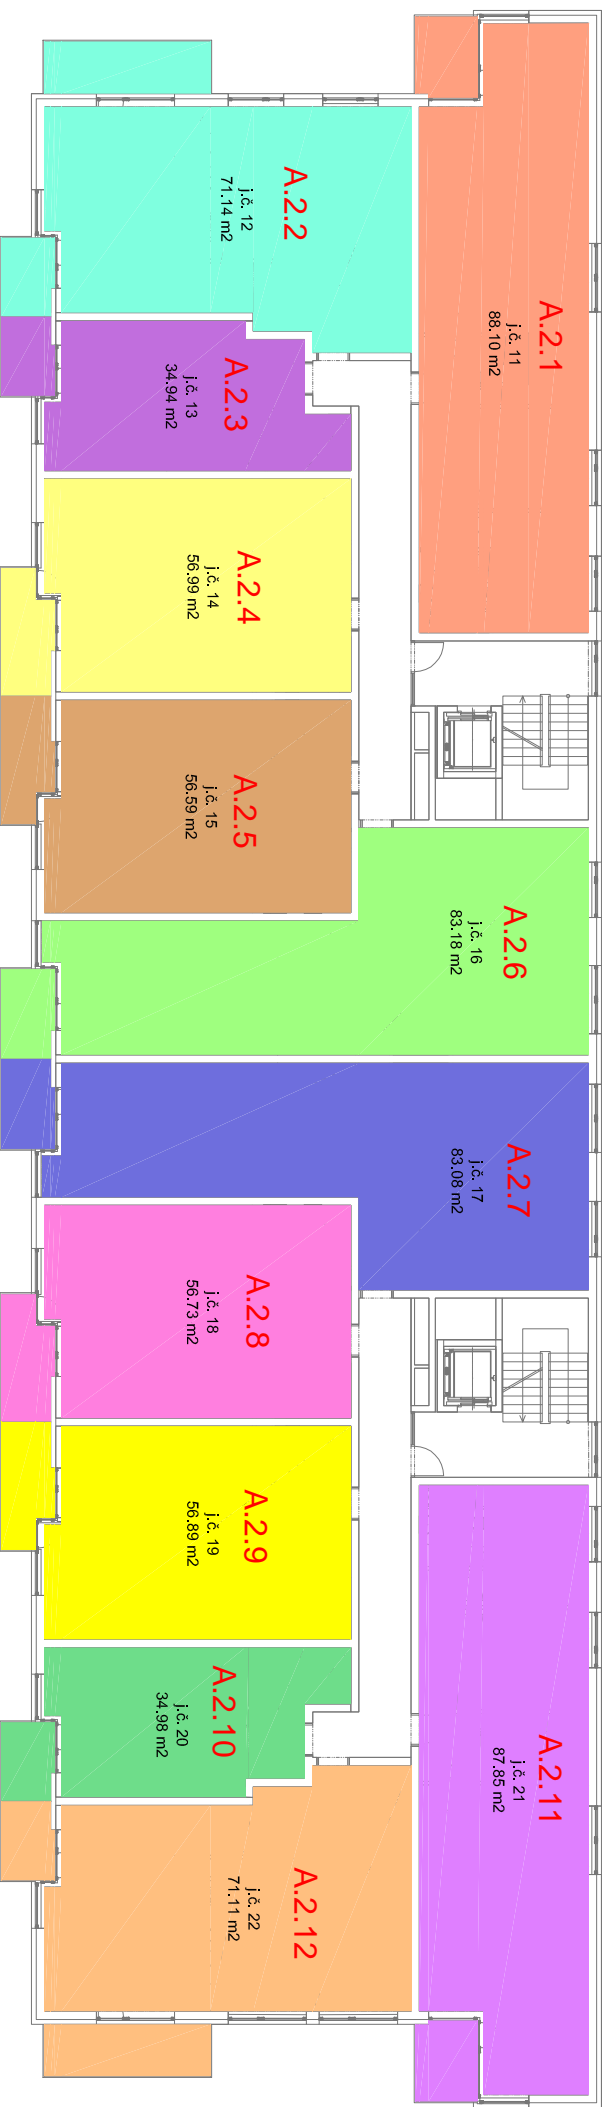 A.2.1
j.č. 11
88.10 m2
A.2.2
j.č. 12
71.14 m2
A.2.3
j.č. 13
34.94 m2
A.2.4
j.č. 14
56.99 m2
A.2.5
j.č. 15
56.59 m2
A.2.6
j.č. 16
83.18 m2
A.2.7
j.č. 17
83.08 m2
A.2.8
j.č. 18
56.73 m2
A.2.9
j.č. 19
56.89 m2
A.2.10
j.č. 20
34.98 m2
A.2.11
j.č. 21
87.85 m2
A.2.12
j.č. 22
71.11 m2